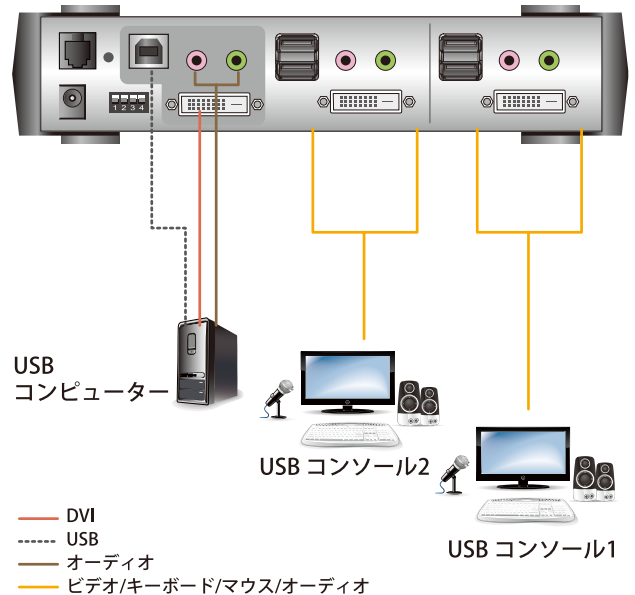 1 2 3 4
USB
コンピューター
USB コンソール2
USB コンソール1
DVI
USB
オーディオ
ビデオ/キーボード/マウス/オーディオ